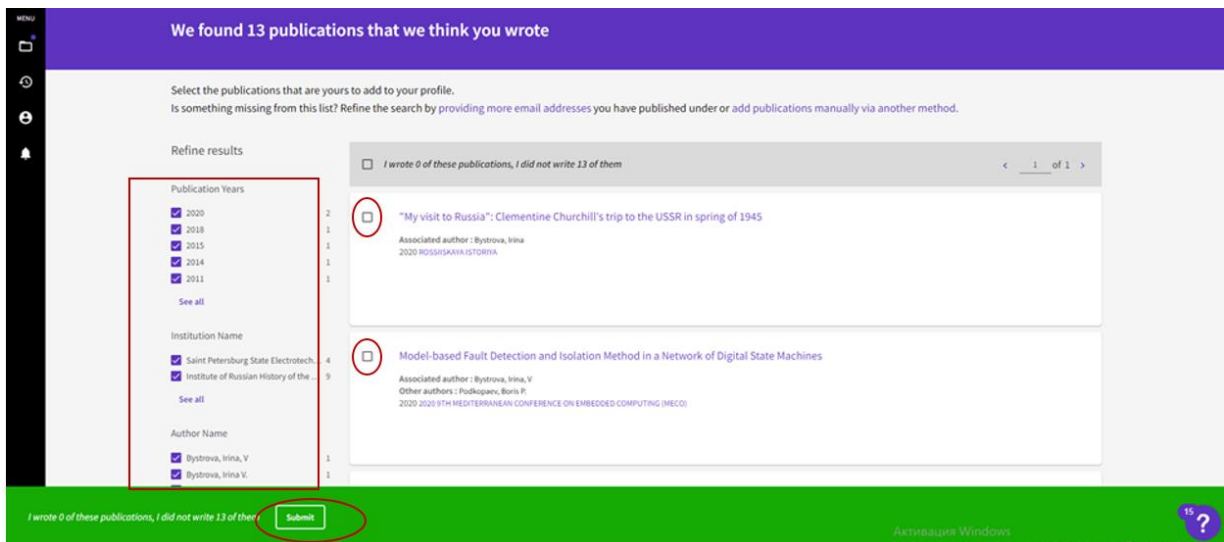 MENU
We found 13 publications that we think you wrote
Select the publications that are yours to add to your profile.
Is something missing from this list? Refine the search by providing more email addresses you have published under or add publications manually via another method.
Refine results
Publication Years
2020 2
2018 1
2015 1
2014 1
2011 1
See all
Institution Name
Saint Petersburg State Electrotech... 4
Institute of Russian History of the ... 9
See all
Author Name
Bystrova, Irina, V 1
Bystrova, Irina V. 1
I wrote 0 of these publications, I did not write 13 of them
1 of 1
"My visit to Russia": Clementine Churchill's trip to the USSR in spring of 1945
Associated author : Bystrova, Irina
2020 ROSSIISKAYA ISTORIYA
Model-based Fault Detection and Isolation Method in a Network of Digital State Machines
Associated author : Bystrova, Irina, V
Other authors : Podkopaev, Boris P.
2020 2020 9TH MEDITERRANEAN CONFERENCE ON EMBEDDED COMPUTING (MECO)
I wrote 0 of these publications, I did not write 13 of them
Submit
Активация Windows
15
?